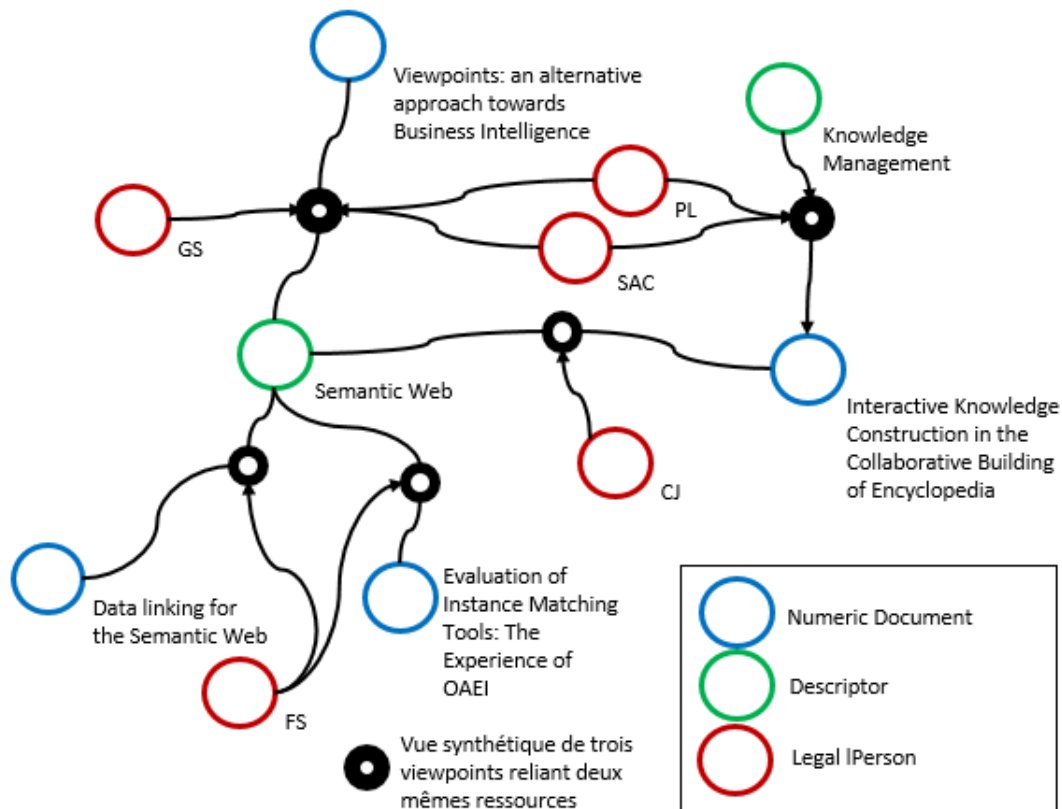 Viewpoints: an alternative
approach towards
Business Intelligence
Knowledge
Management
PL
GS
SAC
Semantic Web
Interactive Knowledge
Construction in the
Collaborative Building
of Encyclopedia
CJ
Data linking for
the Semantic Web
Evaluation of
Instance Matching
Tools: The
Experience of
OAEI
FS
Numeric Document
Descriptor
Legal lPerson
Vue synthétique de trois
viewpoints reliant deux
mêmes ressources